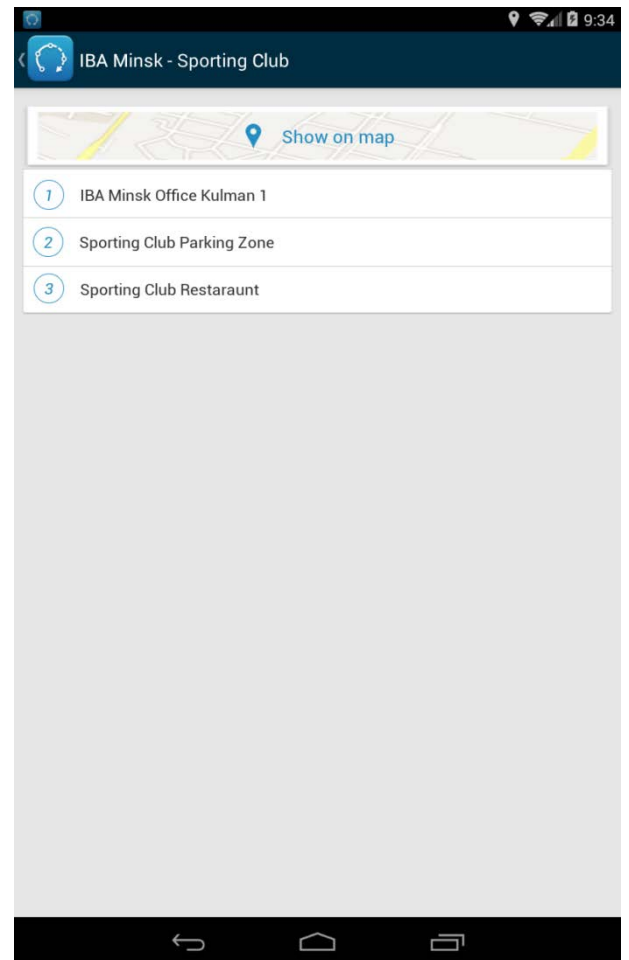 9:34
IBA Minsk - Sporting Club
Show on map
1 IBA Minsk Office Kulman 1
2 Sporting Club Parking Zone
3 Sporting Club Restaraunt